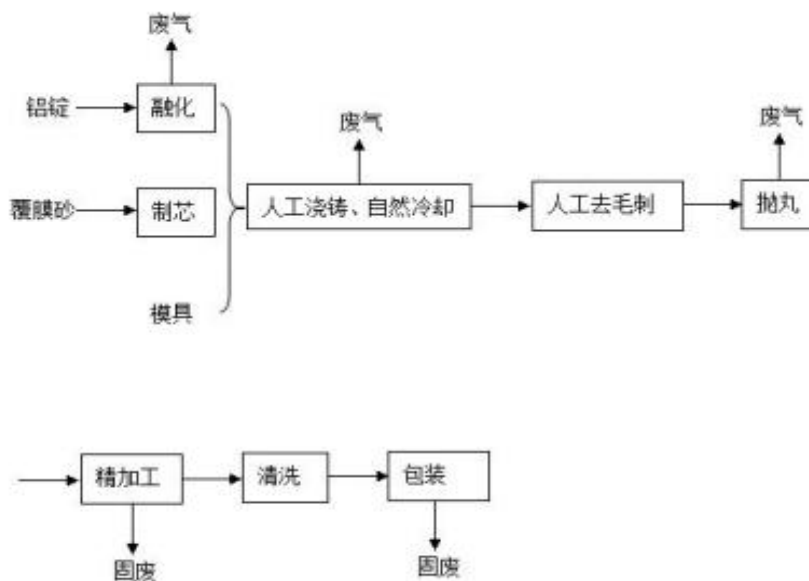 废气
铝锭
融化
废气
废气
覆膜砂
制芯
人工浇铸、自然冷却
人工去毛刺
抛丸
模具
精加工
清洗
包装
固废
固废